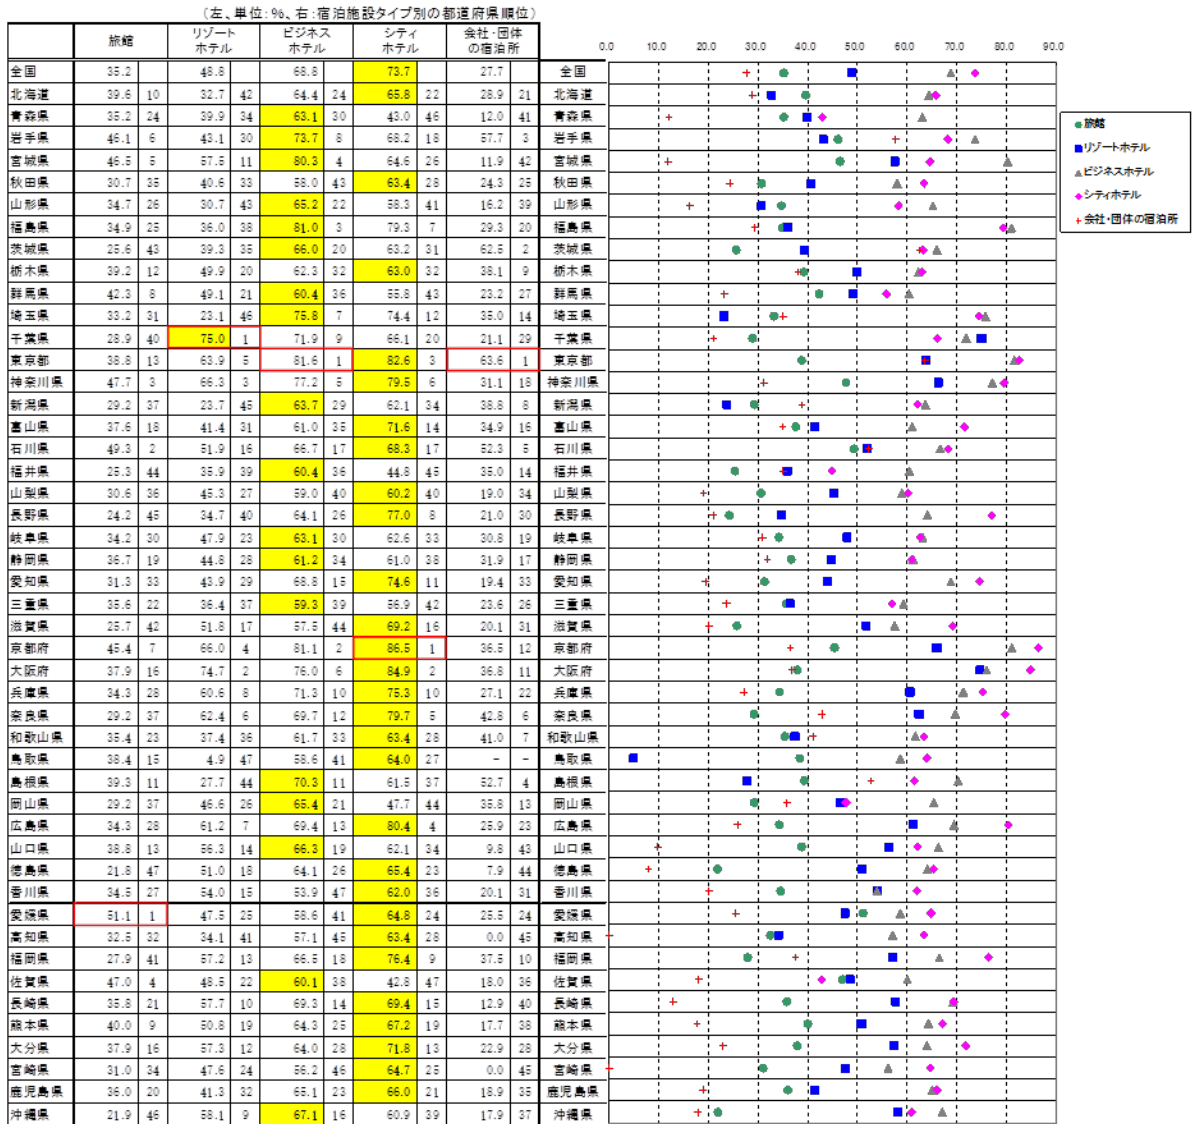 （左、単位：％、右：宿泊施設タイプ別の都道府県順位）
旅館 リゾートホテル ビジネスホテル シティホテル 会社・団体の宿泊所
0.0 10.0 20.0 30.0 40.0 50.0 60.0 70.0 80.0 90.0
全国 35.2 48.8 68.8 73.7 27.7 全国
北海道 39.6 10 32.7 42 64.4 24 65.8 22 28.9 21 北海道
青森県 35.2 24 39.9 34 63.1 30 43.0 46 12.0 41 青森県
岩手県 46.1 6 43.1 30 73.7 8 68.2 18 57.7 3 岩手県
宮城県 46.5 5 57.5 11 80.3 4 64.6 26 11.9 42 宮城県
秋田県 30.7 35 40.6 33 58.0 43 63.4 28 24.3 25 秋田県
山形県 34.7 26 30.7 43 65.2 22 58.3 41 16.2 39 山形県
福島県 34.9 25 36.0 38 81.0 3 79.3 7 29.3 20 福島県
茨城県 25.6 43 39.3 35 66.0 20 63.2 31 62.5 2 茨城県
栃木県 39.2 12 49.9 20 62.3 32 63.0 32 38.1 9 栃木県
群馬県 42.3 8 49.1 21 60.4 36 55.8 43 23.2 27 群馬県
埼玉県 33.2 31 23.1 46 75.8 7 74.4 12 35.0 14 埼玉県
千葉県 28.9 40 75.0 1 71.9 9 66.1 20 21.1 29 千葉県
東京都 38.8 13 63.9 5 81.6 1 82.6 3 63.6 1 東京都
神奈川県 47.7 3 66.3 3 77.2 5 79.5 6 31.1 18 神奈川県
新潟県 29.2 37 23.7 45 63.7 29 62.1 34 38.8 8 新潟県
富山県 37.6 18 41.4 31 61.0 35 71.6 14 34.9 16 富山県
石川県 49.3 2 51.9 16 66.7 17 68.3 17 52.3 5 石川県
福井県 25.3 44 35.9 39 60.4 36 44.8 45 35.0 14 福井県
山梨県 30.6 36 45.3 27 59.0 40 60.2 40 19.0 34 山梨県
長野県 24.2 45 34.7 40 64.1 26 77.0 8 21.0 30 長野県
岐阜県 34.2 30 47.9 23 63.1 30 62.6 33 30.8 19 岐阜県
静岡県 36.7 19 44.8 28 61.2 34 61.0 38 31.9 17 静岡県
愛知県 31.3 33 43.9 29 68.8 15 74.6 11 19.4 33 愛知県
三重県 35.6 22 36.4 37 59.3 39 56.9 42 23.6 26 三重県
滋賀県 25.7 42 51.8 17 57.5 44 69.2 16 20.1 31 滋賀県
京都府 45.4 7 66.0 4 81.1 2 86.5 1 36.5 12 京都府
大阪府 37.9 16 74.7 2 76.0 6 84.9 2 36.8 11 大阪府
兵庫県 34.3 28 60.6 8 71.3 10 75.3 10 27.1 22 兵庫県
奈良県 29.2 37 62.4 6 69.7 12 79.7 5 42.8 6 奈良県
和歌山県 35.4 23 37.4 36 61.7 33 63.4 28 41.0 7 和歌山県
鳥取県 38.4 15 4.9 47 58.6 41 64.0 27 － － 鳥取県
島根県 39.3 11 27.7 44 70.3 11 61.5 37 52.7 4 島根県
岡山県 29.2 37 46.6 26 65.4 21 47.7 44 35.8 13 岡山県
広島県 34.3 28 61.2 7 69.4 13 80.4 4 25.9 23 広島県
山口県 38.8 13 56.3 14 66.3 19 62.1 34 9.8 43 山口県
徳島県 21.8 47 51.0 18 64.1 26 65.4 23 7.9 44 徳島県
香川県 34.5 27 54.0 15 53.9 47 62.0 36 20.1 31 香川県
愛媛県 51.1 1 47.5 25 58.6 41 64.8 24 25.5 24 愛媛県
高知県 32.5 32 34.1 41 57.1 45 63.4 28 0.0 45 高知県
福岡県 27.9 41 57.2 13 66.5 18 76.4 9 37.5 10 福岡県
佐賀県 47.0 4 48.5 22 60.1 38 42.8 47 18.0 36 佐賀県
長崎県 35.8 21 57.7 10 69.3 14 69.4 15 12.9 40 長崎県
熊本県 40.0 9 50.8 19 64.3 25 67.2 19 17.7 38 熊本県
大分県 37.9 16 57.3 12 64.0 28 71.8 13 22.9 28 大分県
宮崎県 31.0 34 47.6 24 56.2 46 64.7 25 0.0 45 宮崎県
鹿児島県 36.0 20 41.3 32 65.1 23 66.0 21 18.9 35 鹿児島県
沖縄県 21.9 46 58.1 9 67.1 16 60.9 39 17.9 37 沖縄県
旅館
リゾートホテル
ビジネスホテル
シティホテル
会社・団体の宿泊所